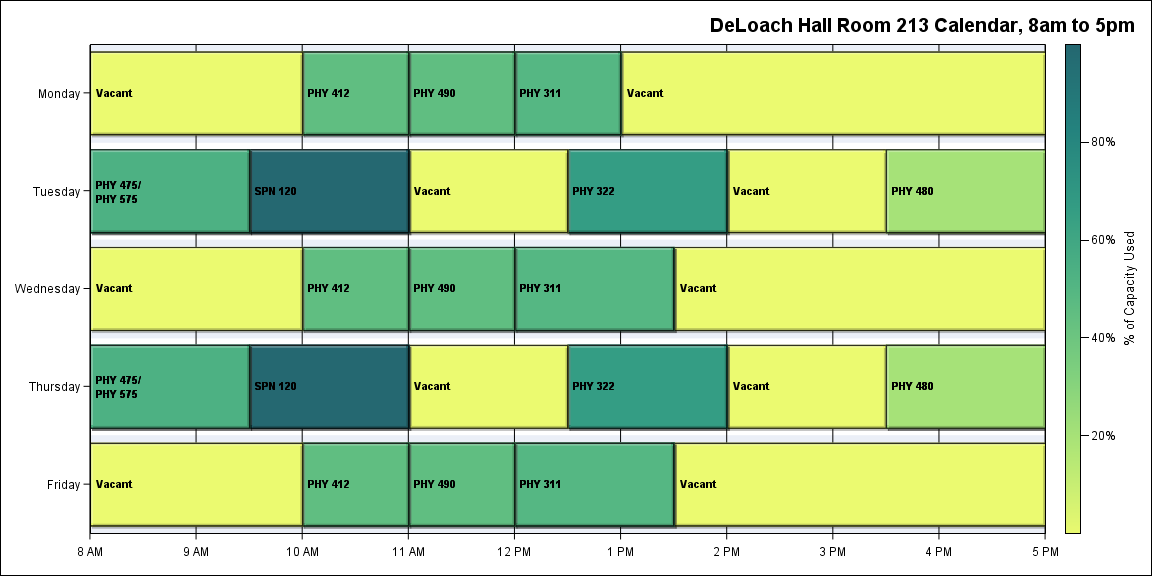 DeLoach Hall Room 213 Calendar, 8am to 5pm
Monday
Vacant
PHY 412
PHY 490
PHY 311
Vacant
Tuesday
PHY 475/
PHY 575
SPN 120
Vacant
PHY 322
Vacant
PHY 480
Wednesday
Vacant
PHY 412
PHY 490
PHY 311
Vacant
Thursday
PHY 475/
PHY 575
SPN 120
Vacant
PHY 322
Vacant
PHY 480
Friday
Vacant
PHY 412
PHY 490
PHY 311
Vacant
8 AM
9 AM
10 AM
11 AM
12 PM
1 PM
2 PM
3 PM
4 PM
5 PM
80%
60%
40%
20%
% of Capacity Used